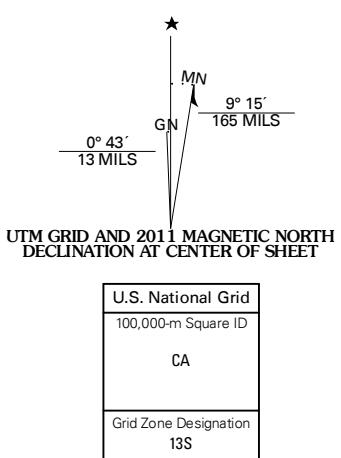 ★
MN
9° 15´
165 MILS
GN
0° 43´
13 MILS
UTM GRID AND 2011 MAGNETIC NORTH
DECLINATION AT CENTER OF SHEET
U.S. National Grid
100,000-m Square ID
CA
Grid Zone Designation
13S